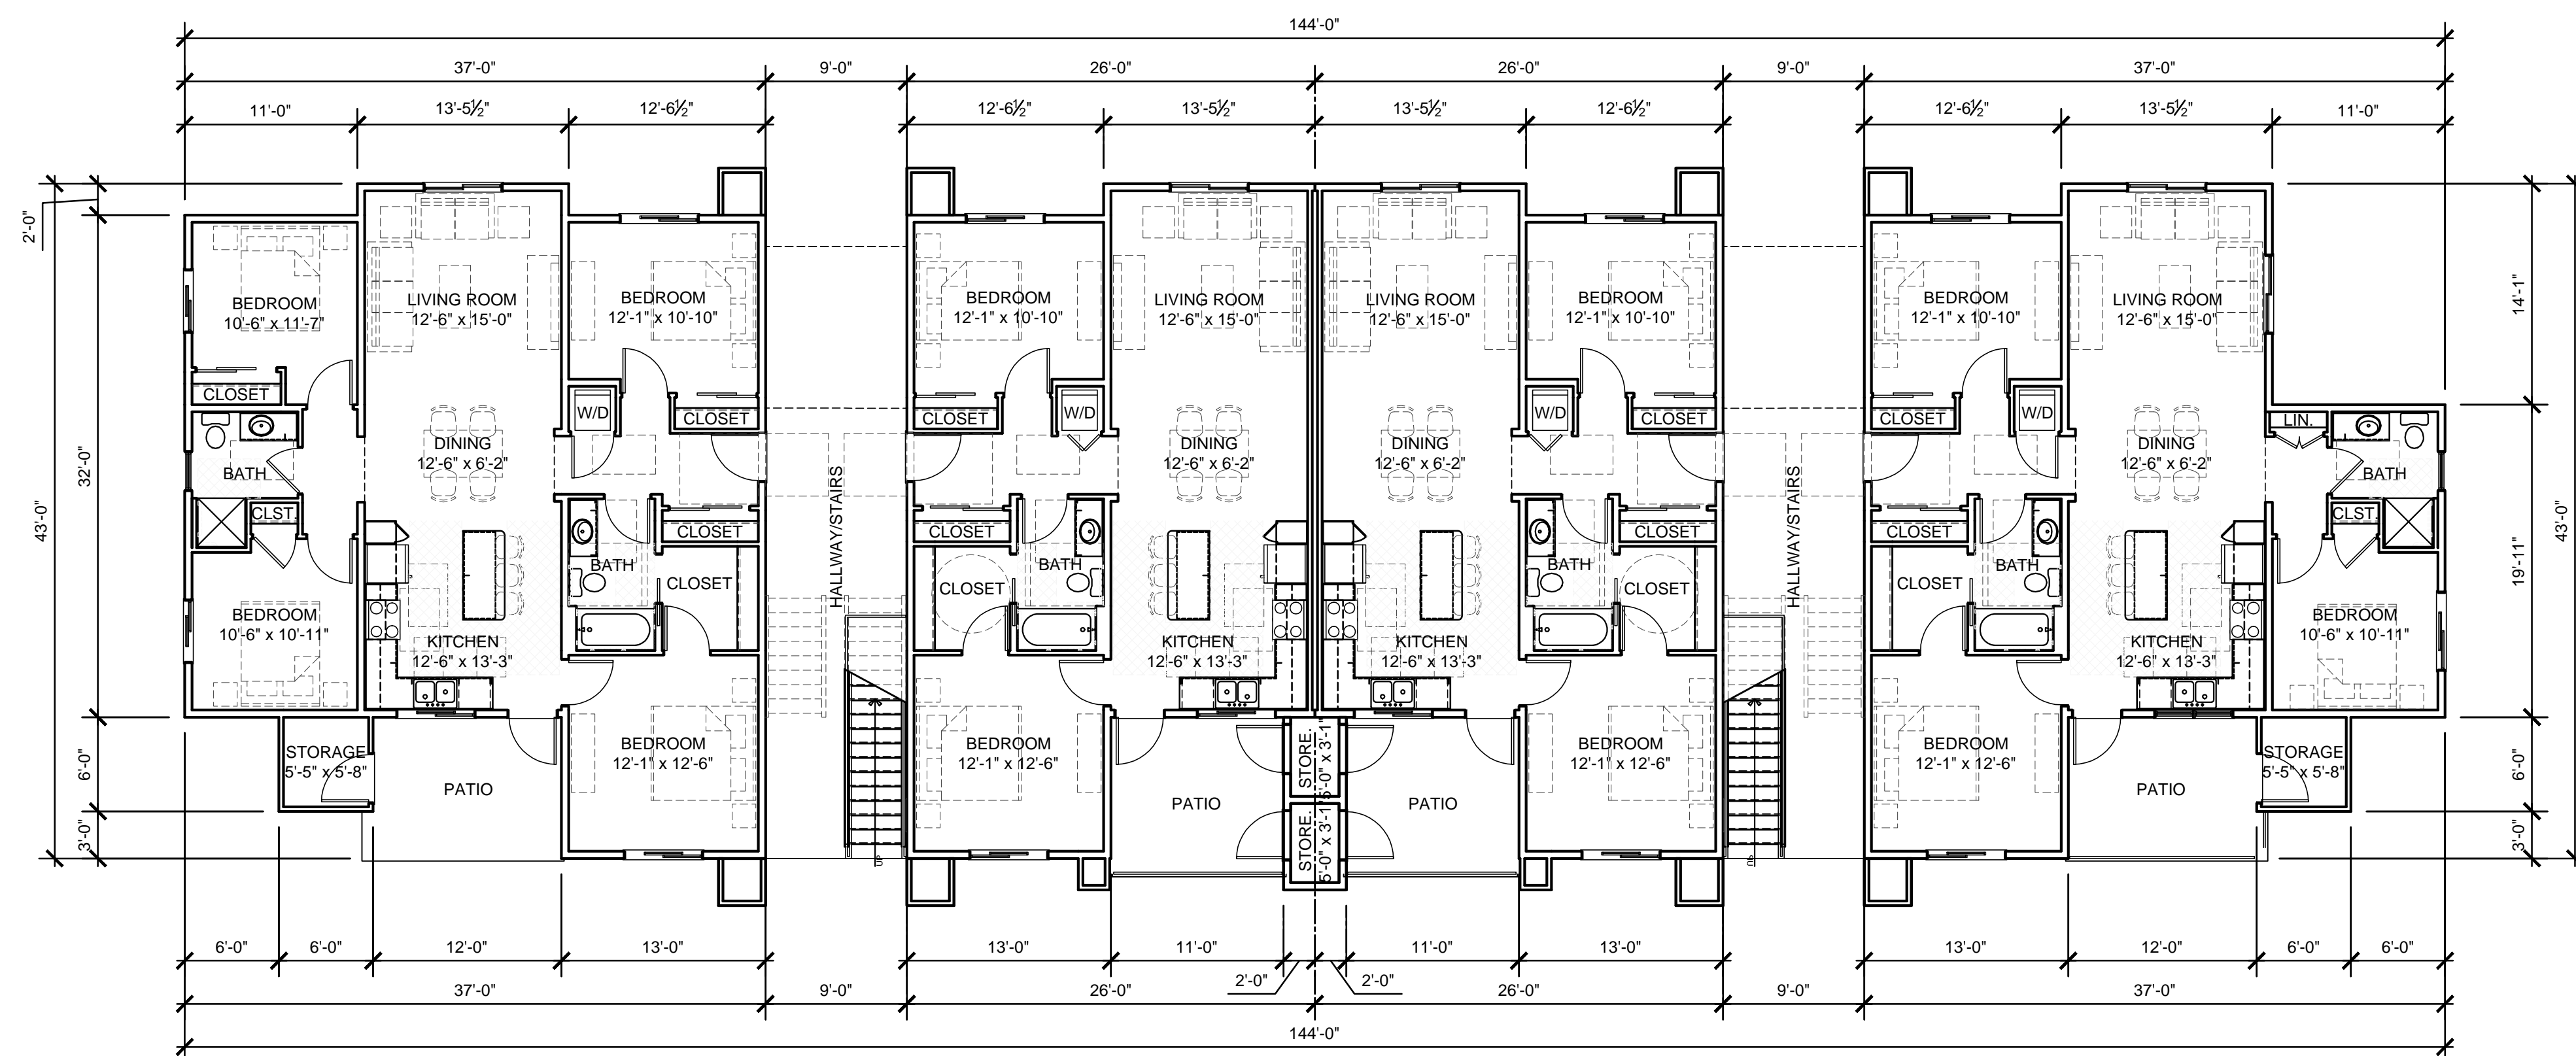 144'-0"
37'-0" 9'-0" 26'-0" 26'-0" 9'-0" 37'-0"
11'-0" 13'-5½" 12'-6½" 12'-6½" 13'-5½" 13'-5½" 12'-6½" 12'-6½" 13'-5½" 11'-0"
2'-0"
32'-0"
43'-0"
6'-0"
3'-0"
BEDROOM
10'-6" x 11'-7"
CLOSET
BATH
CLST.
BEDROOM
10'-6" x 10'-11"
STORAGE
5'-5" x 5'-8"
LIVING ROOM
12'-6" x 15'-0"
DINING
12'-6" x 6'-2"
KITCHEN
12'-6" x 13'-3"
PATIO
BEDROOM
12'-1" x 10'-10"
W/D
CLOSET
CLOSET
BATH
CLOSET
BEDROOM
12'-1" x 12'-6"
HALLWAY/STAIRS
UP
BEDROOM
12'-1" x 10'-10"
CLOSET
W/D
CLOSET
BATH
CLOSET
BEDROOM
12'-1" x 12'-6"
LIVING ROOM
12'-6" x 15'-0"
DINING
12'-6" x 6'-2"
KITCHEN
12'-6" x 13'-3"
PATIO
STORE.
5'-0" x 3'-1"
STORE.
5'-0" x 3'-1"
LIVING ROOM
12'-6" x 15'-0"
DINING
12'-6" x 6'-2"
KITCHEN
12'-6" x 13'-3"
PATIO
BEDROOM
12'-1" x 10'-10"
W/D
CLOSET
CLOSET
BATH
CLOSET
BEDROOM
12'-1" x 12'-6"
HALLWAY/STAIRS
UP
BEDROOM
12'-1" x 10'-10"
CLOSET
W/D
CLOSET
BATH
CLOSET
BEDROOM
12'-1" x 12'-6"
LIVING ROOM
12'-6" x 15'-0"
DINING
12'-6" x 6'-2"
KITCHEN
12'-6" x 13'-3"
PATIO
LIN.
BATH
CLST.
BEDROOM
10'-6" x 10'-11"
STORAGE
5'-5" x 5'-8"
14'-1"
19'-11"
43'-0"
6'-0"
3'-0"
6'-0" 6'-0" 12'-0" 13'-0" 13'-0" 11'-0" 11'-0" 13'-0" 13'-0" 12'-0" 6'-0" 6'-0"
2'-0" 2'-0"
37'-0" 9'-0" 26'-0" 26'-0" 9'-0" 37'-0"
144'-0"